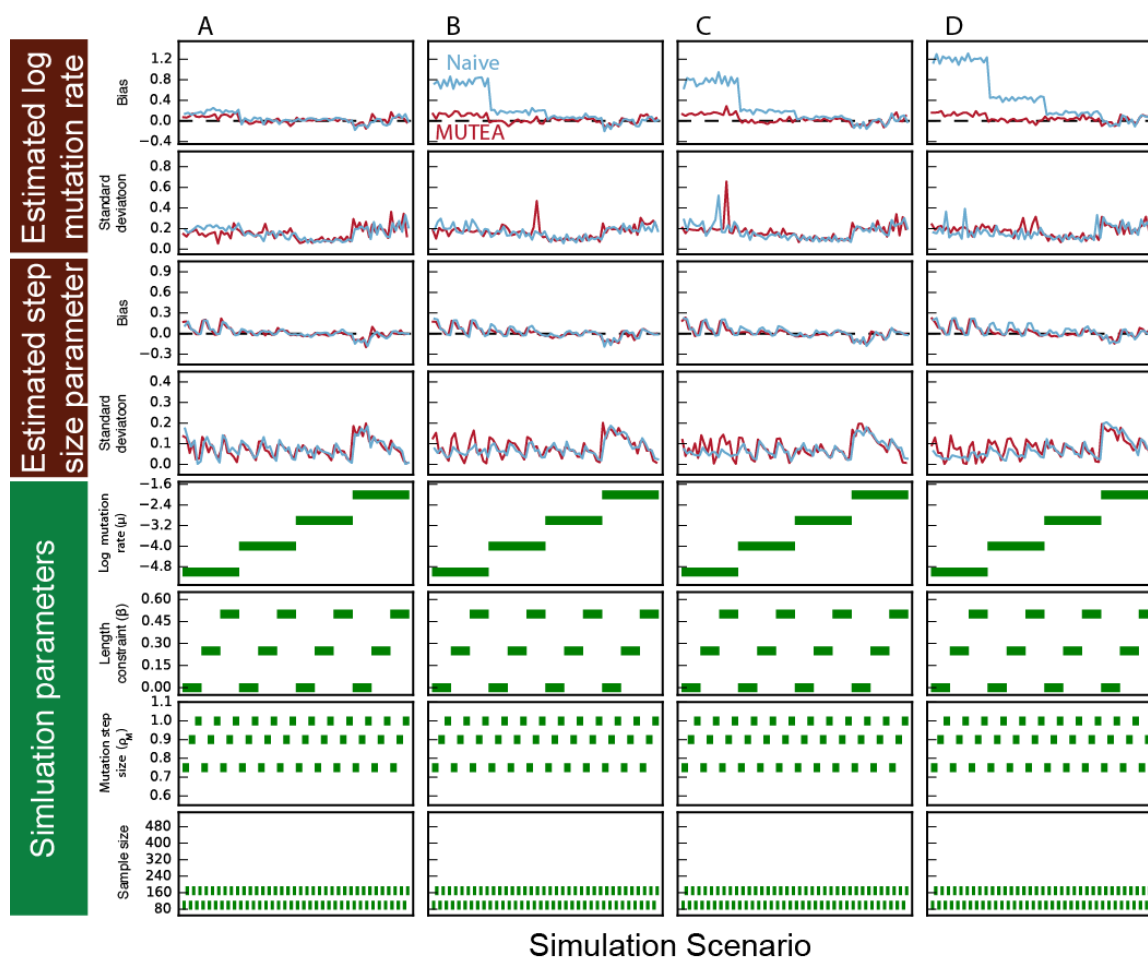 A B C D
Estimated log
mutation rate
Bias
1.2
0.8
0.4
0.0
−0.4
Naive
MUTEA
Standard
deviatoon
0.8
0.6
0.4
0.2
0.0
Estimated step
size parameter
Bias
0.9
0.6
0.3
0.0
−0.3
Standard
deviatoon
0.4
0.3
0.2
0.1
0.0
Simluation parameters
Log mutation
rate (μ)
−1.6
−2.4
−3.2
−4.0
−4.8
Length
constraint (β)
0.60
0.45
0.30
0.15
0.00
Mutation step
size (ρM)
1.1
1.0
0.9
0.8
0.7
0.6
Sample size
480
400
320
240
160
80
Simulation Scenario